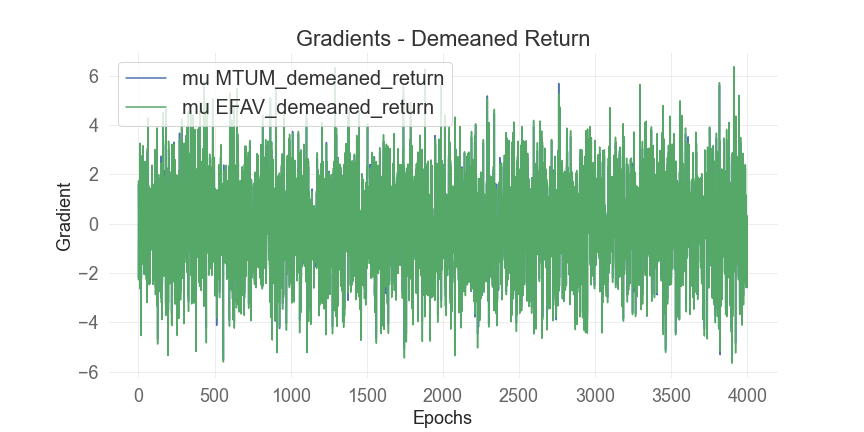 Gradients - Demeaned Return
mu MTUM_demeaned_return
mu EFAV_demeaned_return
6
4
2
0
−2
−4
−6
Gradient
0 500 1000 1500 2000 2500 3000 3500 4000
Epochs